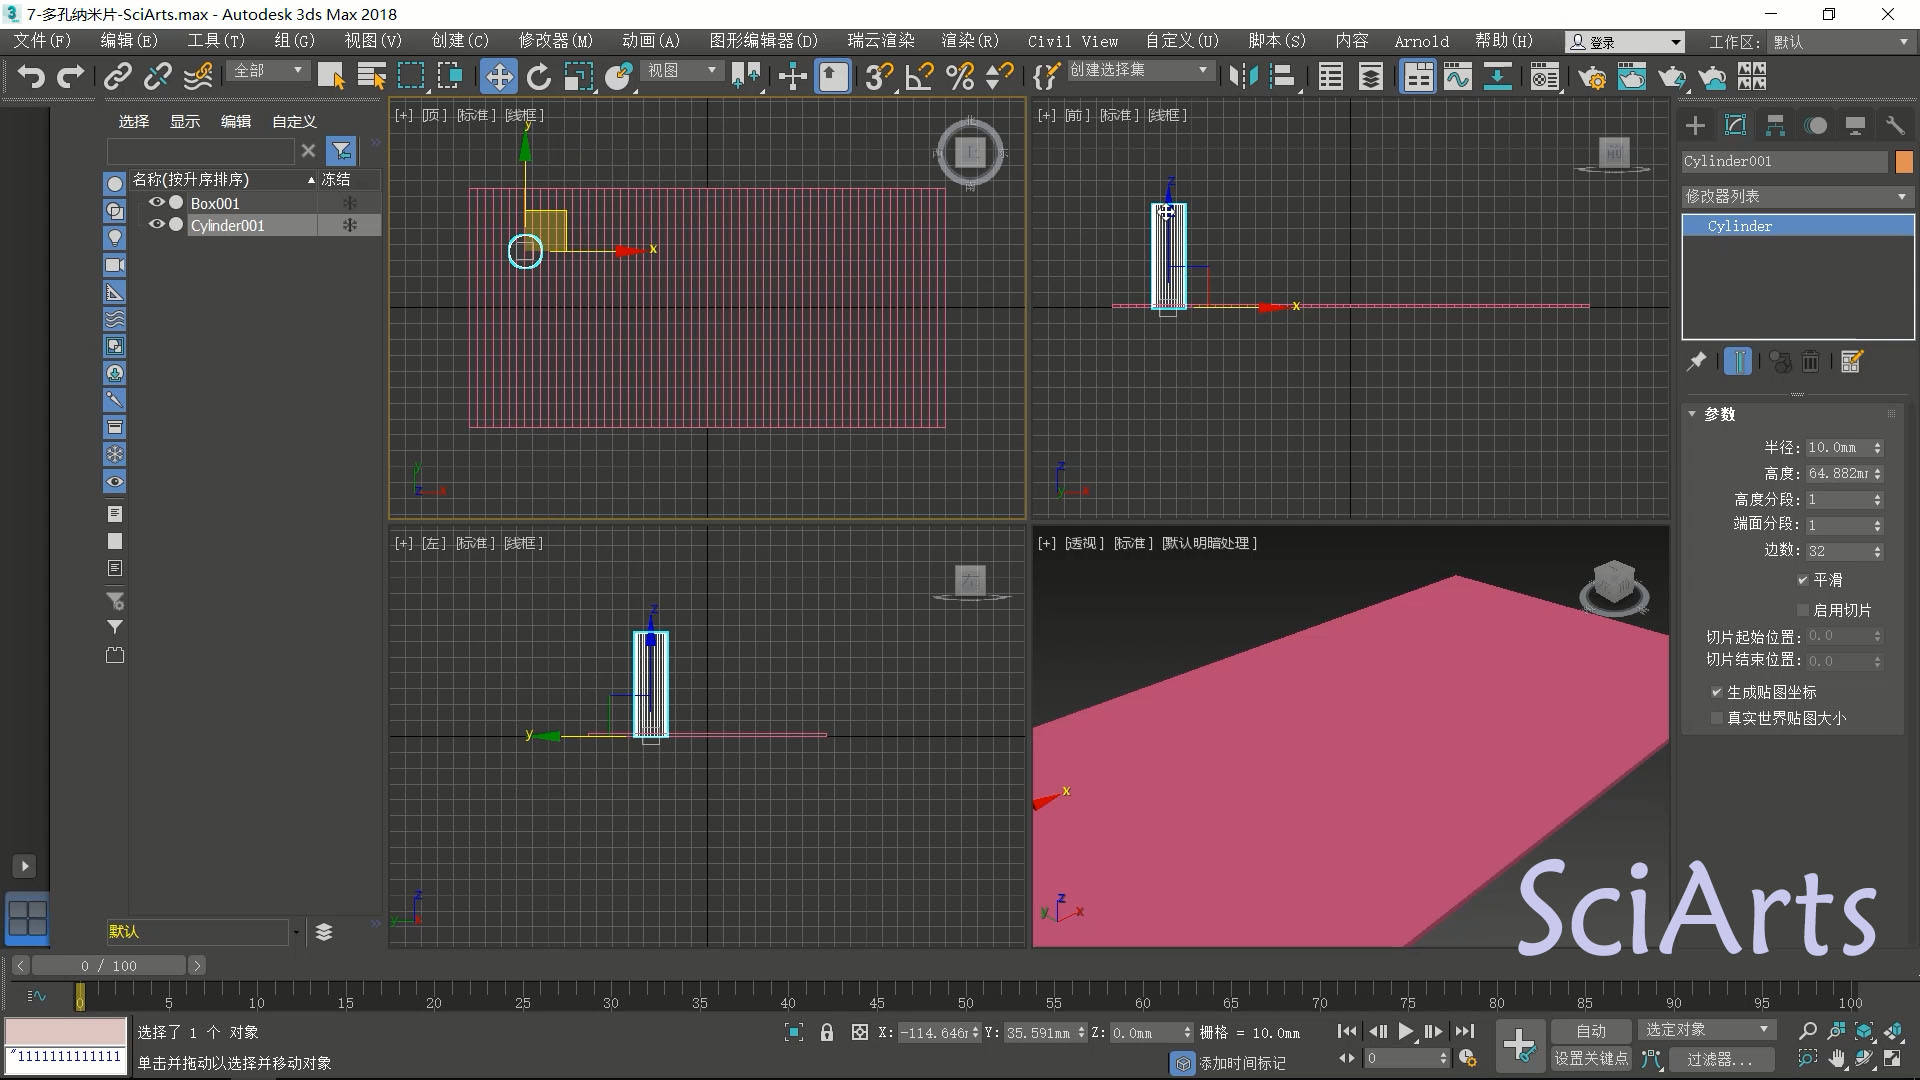 7-多孔纳米片-SciArts.max - Autodesk 3ds Max 2018
文件(F) 编辑(E) 工具(T) 组(G) 视图(V) 创建(C) 修改器(M) 动画(A) 图形编辑器(D) 瑞云渲染 渲染(R) Civil View 自定义(U) 脚本(S) 内容 Arnold 帮助(H) 登录 工作区: 默认
全部 视图 创建选择集
选择 显示 编辑 自定义
名称(按升序排序) 冻结
Box001
Cylinder001
[+] [顶] [标准] [线框]
[+] [前] [标准] [线框]
[+] [左] [标准] [线框]
[+] [透视] [标准] [默认明暗处理]
Cylinder001
修改器列表
Cylinder
参数
半径: 10.0mm
高度: 64.882m
高度分段: 1
端面分段: 1
边数: 32
平滑
启用切片
切片起始位置: 0.0
切片结束位置: 0.0
生成贴图坐标
真实世界贴图大小
SciArts
默认
0 / 100
0 5 10 15 20 25 30 35 40 45 50 55 60 65 70 75 80 85 90 95 100
选择了 1 个 对象
X: -114.646 Y: 35.591mm Z: 0.0mm 栅格 = 10.0mm
自动 选定对象
"1111111111111
单击并拖动以选择并移动对象
添加时间标记
0
设置关键点 过滤器...